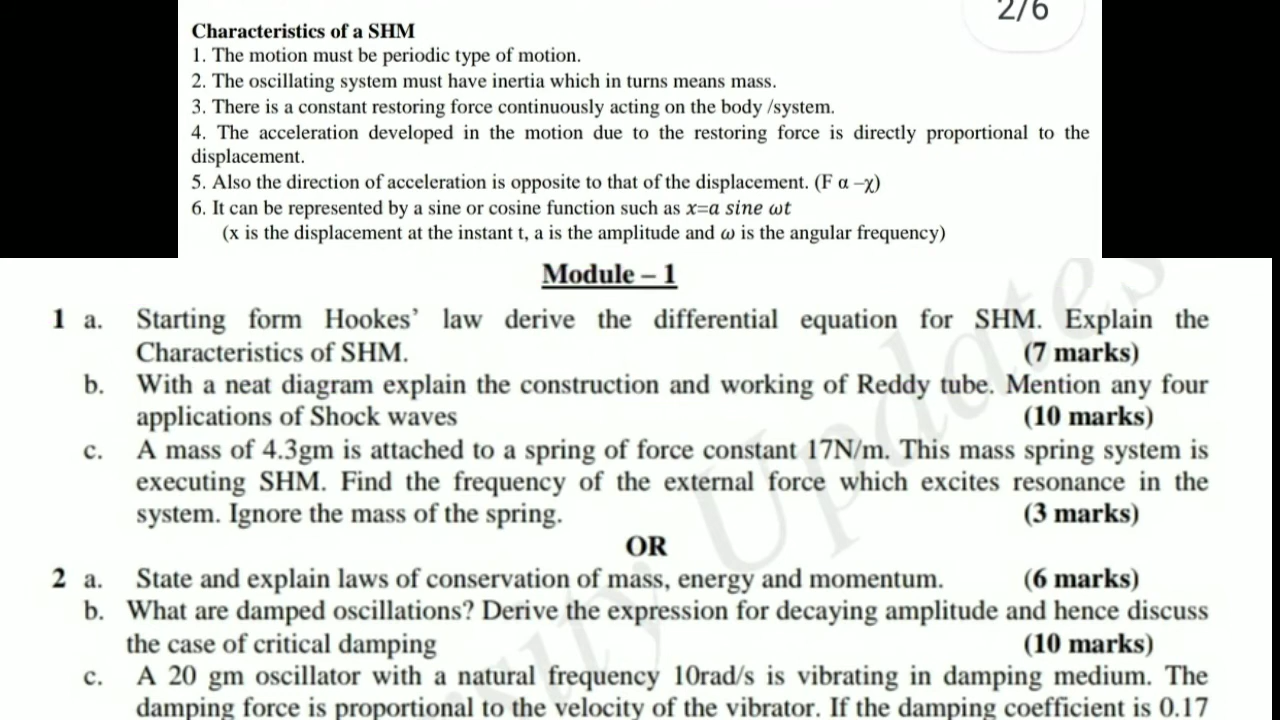 2/6
Characteristics of a SHM
1. The motion must be periodic type of motion.
2. The oscillating system must have inertia which in turns means mass.
3. There is a constant restoring force continuously acting on the body /system.
4. The acceleration developed in the motion due to the restoring force is directly proportional to the
displacement.
5. Also the direction of acceleration is opposite to that of the displacement. (F α –χ)
6. It can be represented by a sine or cosine function such as x=a sine ωt
(x is the displacement at the instant t, a is the amplitude and ω is the angular frequency)
Module – 1
1 a. Starting form Hookes’ law derive the differential equation for SHM. Explain the
Characteristics of SHM. (7 marks)
b. With a neat diagram explain the construction and working of Reddy tube. Mention any four
applications of Shock waves (10 marks)
c. A mass of 4.3gm is attached to a spring of force constant 17N/m. This mass spring system is
executing SHM. Find the frequency of the external force which excites resonance in the
system. Ignore the mass of the spring. (3 marks)
OR
2 a. State and explain laws of conservation of mass, energy and momentum. (6 marks)
b. What are damped oscillations? Derive the expression for decaying amplitude and hence discuss
the case of critical damping (10 marks)
c. A 20 gm oscillator with a natural frequency 10rad/s is vibrating in damping medium. The
damping force is proportional to the velocity of the vibrator. If the damping coefficient is 0.17
Updates